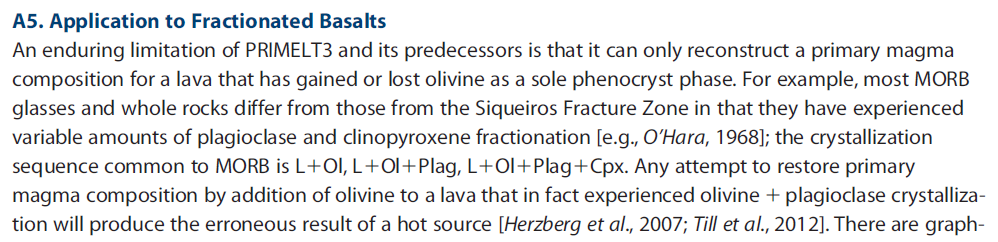 A5. Application to Fractionated Basalts
An enduring limitation of PRIMELT3 and its predecessors is that it can only reconstruct a primary magma
composition for a lava that has gained or lost olivine as a sole phenocryst phase. For example, most MORB
glasses and whole rocks differ from those from the Siqueiros Fracture Zone in that they have experienced
variable amounts of plagioclase and clinopyroxene fractionation [e.g., O'Hara, 1968]; the crystallization
sequence common to MORB is L+Ol, L+Ol+Plag, L+Ol+Plag+Cpx. Any attempt to restore primary
magma composition by addition of olivine to a lava that in fact experienced olivine + plagioclase crystalliza-
tion will produce the erroneous result of a hot source [Herzberg et al., 2007; Till et al., 2012]. There are graph-